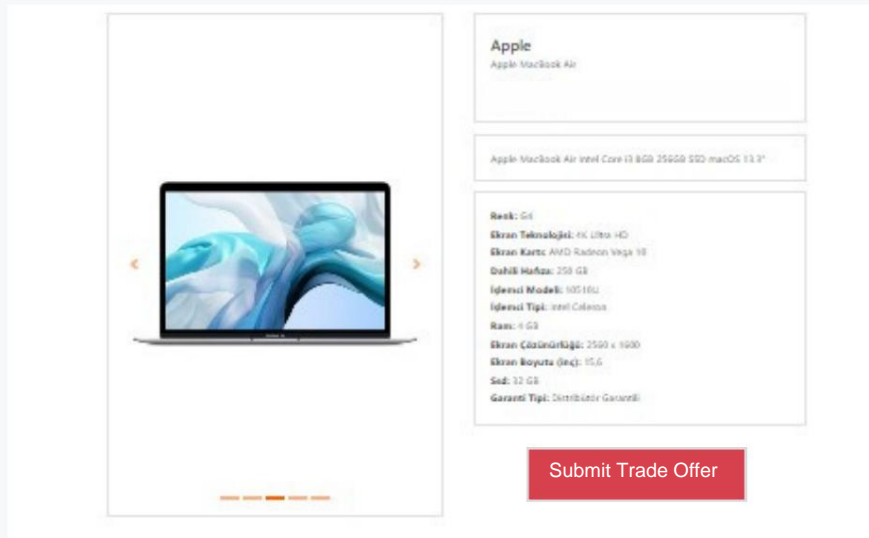 Apple
Apple MacBook Air
Apple MacBook Air Intel Core i3 8GB 256GB SSD macOS 13.3"
Renk: Gri
Ekran Teknolojisi: 4K Ultra HD
Ekran Kartı: AMD Radeon Vega 10
Dahili Hafıza: 250 GB
İşlemci Modeli: 10510U
İşlemci Tipi: Intel Celeron
Ram: 4 GB
Ekran Çözünürlüğü: 2560 x 1600
Ekran Boyutu (inç): 15,6
Ssd: 32 GB
Garanti Tipi: Distribütör Garantili
Submit Trade Offer